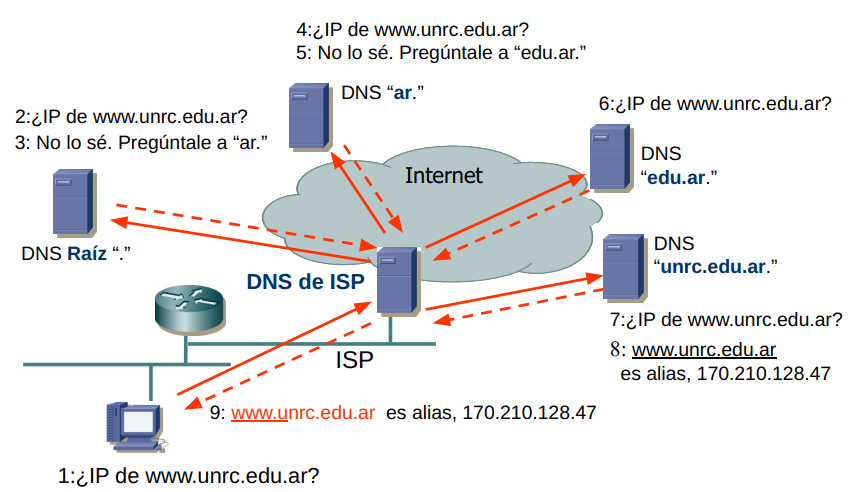 4:¿IP de www.unrc.edu.ar?
5: No lo sé. Pregúntale a “edu.ar.”
DNS “ar.”
2:¿IP de www.unrc.edu.ar?
3: No lo sé. Pregúntale a “ar.”
6:¿IP de www.unrc.edu.ar?
DNS
“edu.ar.”
Internet
DNS Raíz “.”
DNS de ISP
DNS
“unrc.edu.ar.”
7:¿IP de www.unrc.edu.ar?
8: www.unrc.edu.ar
es alias, 170.210.128.47
ISP
9: www.unrc.edu.ar es alias, 170.210.128.47
1:¿IP de www.unrc.edu.ar?